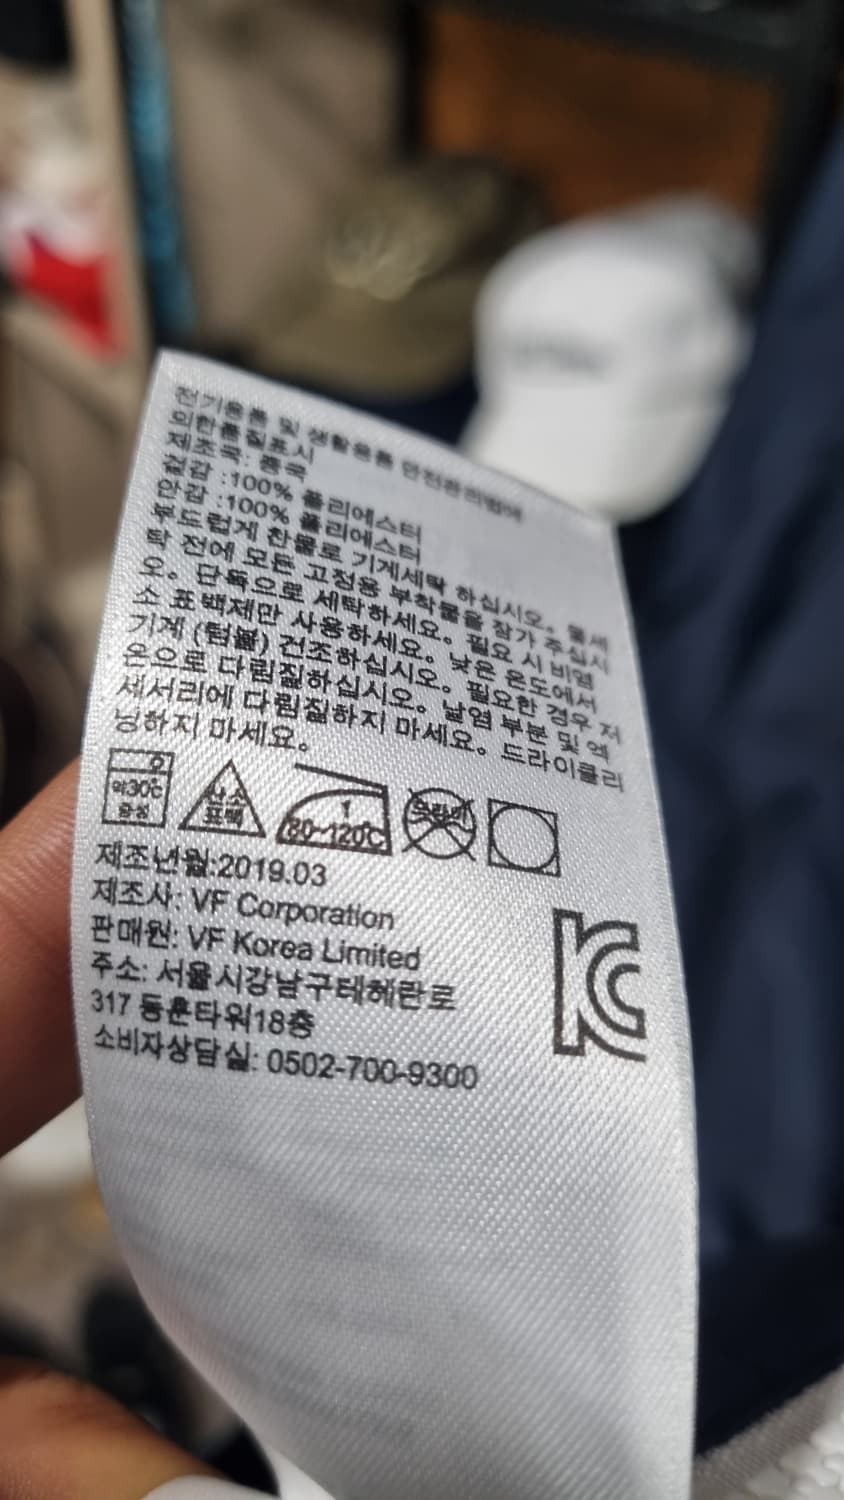 전기용품 및 생활용품 안전관리법에
의한품질표시
제조국: 중국
겉감 :100% 폴리에스터
안감 :100% 폴리에스터
부드럽게 찬물로 기계세탁 하십시오. 물세
탁 전에 모든 고정용 부착물을 잠가 주십시
오. 단독으로 세탁하세요. 필요 시 비염
소 표백제만 사용하세요. 낮은 온도에서
기계 (텀블) 건조하십시오. 필요한 경우 저
온으로 다림질하십시오. 날염 부분 및 엑
세서리에 다림질하지 마세요. 드라이클리
닝하지 마세요.
약30℃
중성
산소
표백
1
80~120℃
드라이
제조년월:2019.03
제조사: VF Corporation
판매원: VF Korea Limited
주소: 서울시강남구테헤란로
317 동훈타워18층
소비자상담실: 0502-700-9300